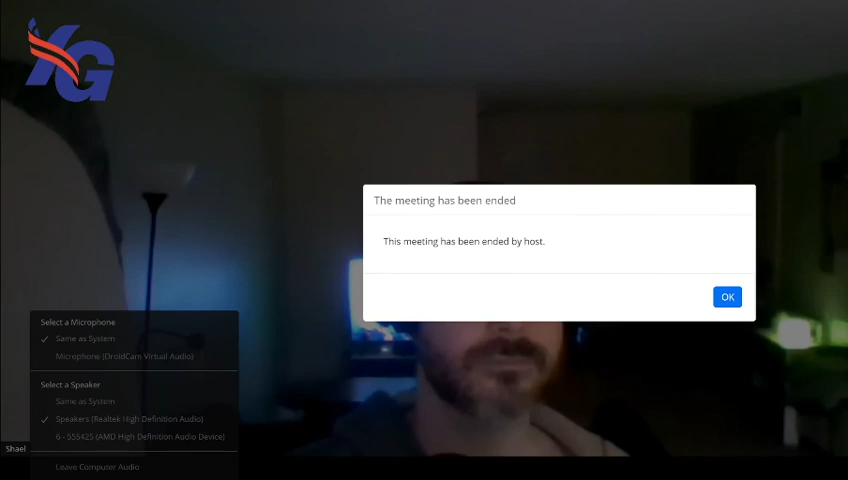 YG
The meeting has been ended
This meeting has been ended by host.
OK
Select a Microphone
Same as System
Microphone (DroidCam Virtual Audio)
Select a Speaker
Same as System
Speakers (Realtek High Definition Audio)
6 - 555425 (AMD High Definition Audio Device)
Shael
Leave Computer Audio